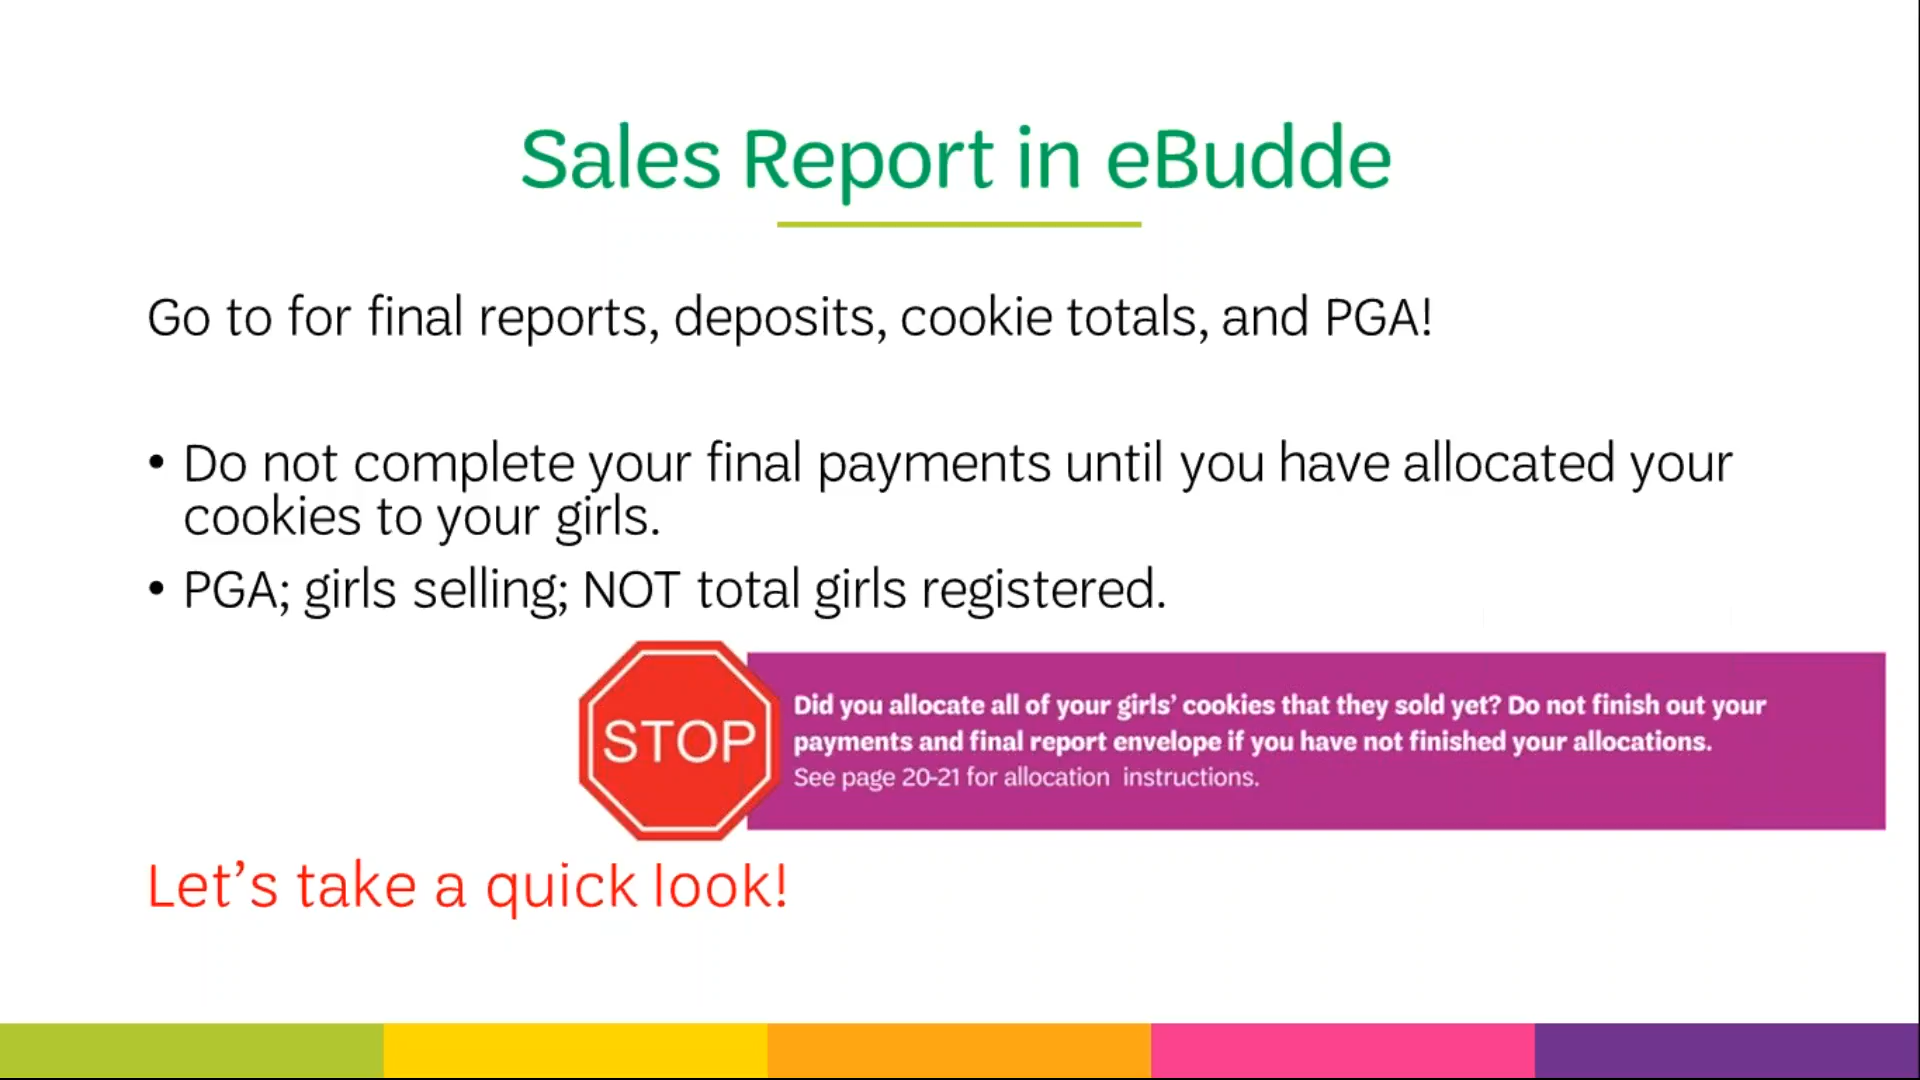 Sales Report in eBudde
Go to for final reports, deposits, cookie totals, and PGA!
• Do not complete your final payments until you have allocated your
cookies to your girls.
• PGA; girls selling; NOT total girls registered.
STOP
Did you allocate all of your girls’ cookies that they sold yet? Do not finish out your
payments and final report envelope if you have not finished your allocations.
See page 20-21 for allocation instructions.
Let’s take a quick look!